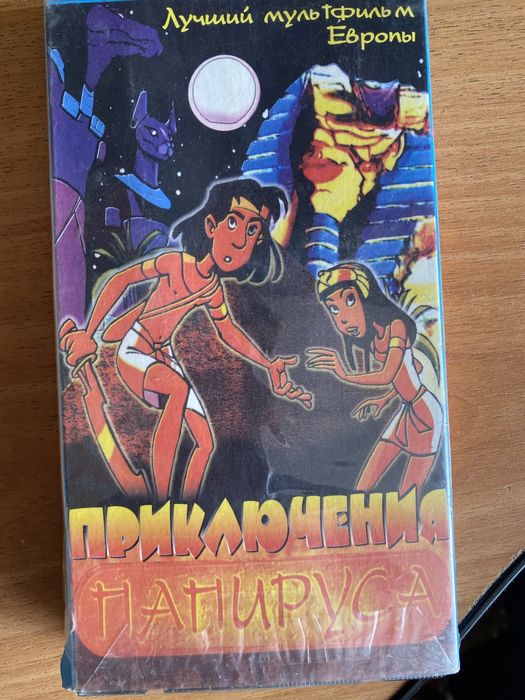 Лучший мультфильм
Европы
ПРИКЛЮЧЕНИЯ
ПАПИРУСА